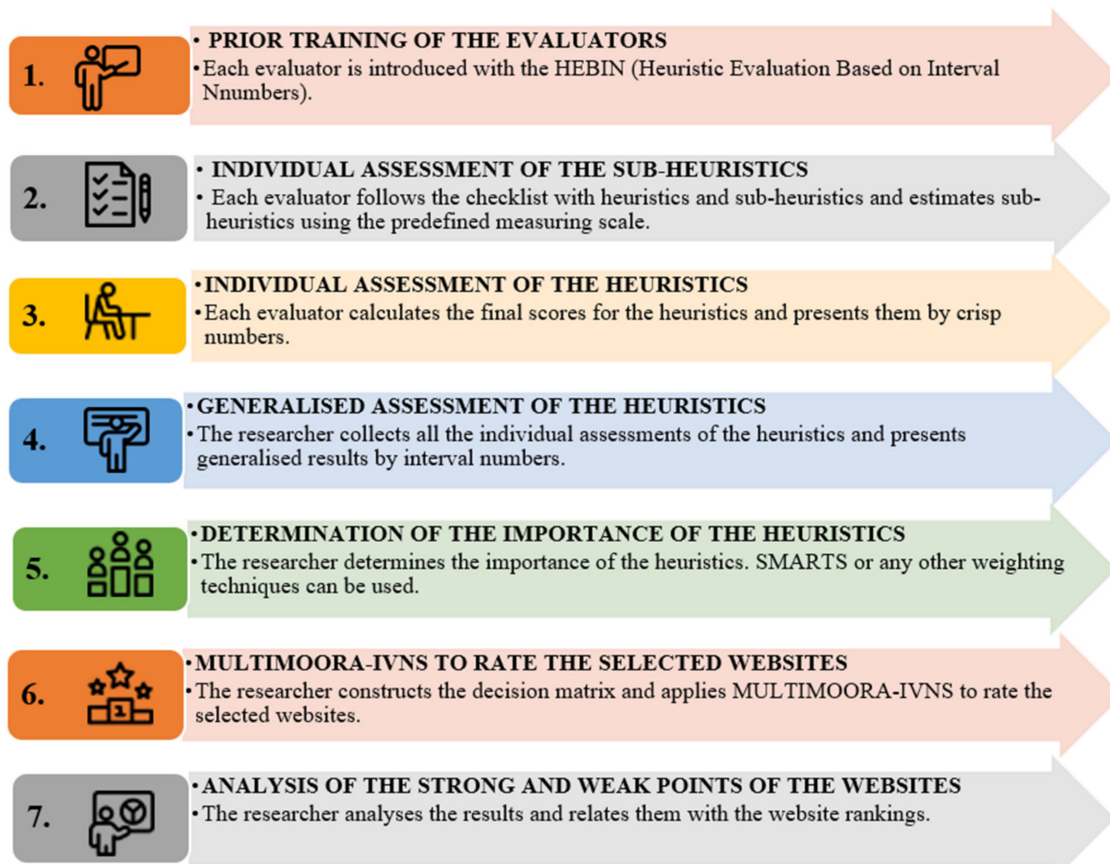 1.
• PRIOR TRAINING OF THE EVALUATORS
• Each evaluator is introduced with the HEBIN (Heuristic Evaluation Based on Interval
Nnumbers).
2.
• INDIVIDUAL ASSESSMENT OF THE SUB-HEURISTICS
• Each evaluator follows the checklist with heuristics and sub-heuristics and estimates sub-
heuristics using the predefined measuring scale.
3.
• INDIVIDUAL ASSESSMENT OF THE HEURISTICS
• Each evaluator calculates the final scores for the heuristics and presents them by crisp
numbers.
4.
• GENERALISED ASSESSMENT OF THE HEURISTICS
• The researcher collects all the individual assessments of the heuristics and presents
generalised results by interval numbers.
5.
• DETERMINATION OF THE IMPORTANCE OF THE HEURISTICS
• The researcher determines the importance of the heuristics. SMARTS or any other weighting
techniques can be used.
6.
1
• MULTIMOORA-IVNS TO RATE THE SELECTED WEBSITES
• The researcher constructs the decision matrix and applies MULTIMOORA-IVNS to rate the
selected websites.
7.
• ANALYSIS OF THE STRONG AND WEAK POINTS OF THE WEBSITES
• The researcher analyses the results and relates them with the website rankings.